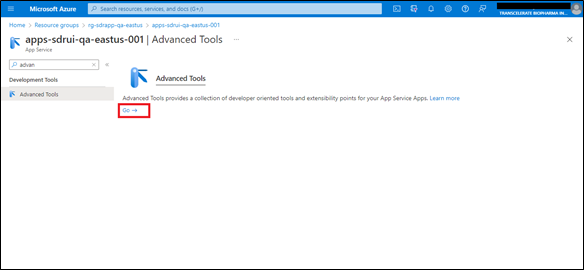 Microsoft Azure
Search resources, services, and docs (G+/)
TRANSCELERATE BIOPHARMA IN...
Home > Resource groups > rg-sdrapp-qa-eastus > apps-sdrui-qa-eastus-001
apps-sdrui-qa-eastus-001 | Advanced Tools ...
App Service
advan
Development Tools
Advanced Tools
Advanced Tools
Advanced Tools provides a collection of developer oriented tools and extensibility points for your App Service Apps. Learn more
Go →